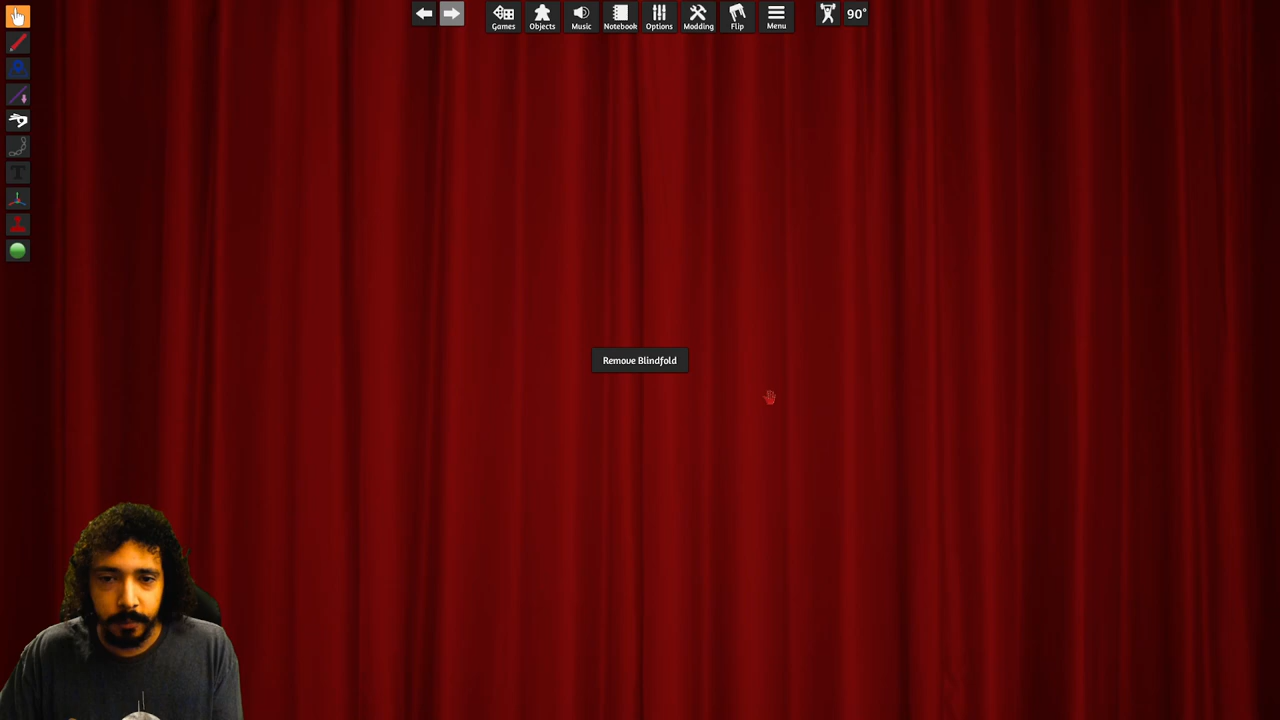 Games
Objects
Music
Notebook
Options
Modding
Flip
Menu
90°
T
Remove Blindfold